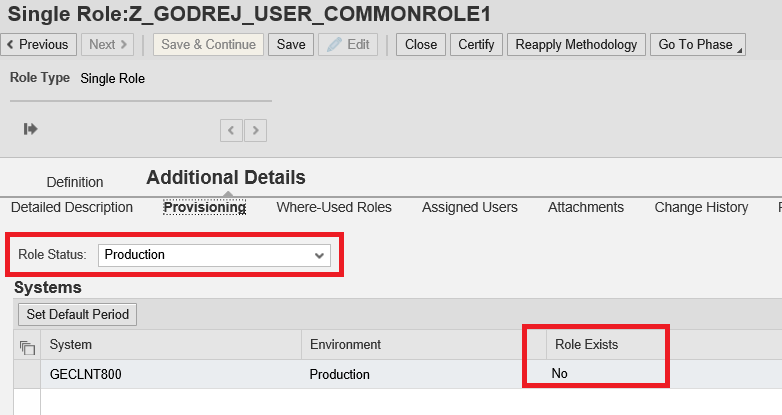 Single Role:Z_GODREJ_USER_COMMONROLE1
Previous Next Save & Continue Save Edit Close Certify Reapply Methodology Go To Phase
Role Type Single Role
Definition Additional Details
Detailed Description Provisioning Where-Used Roles Assigned Users Attachments Change History
Role Status: Production
Systems
Set Default Period
System Environment Role Exists
GECLNT800 Production No